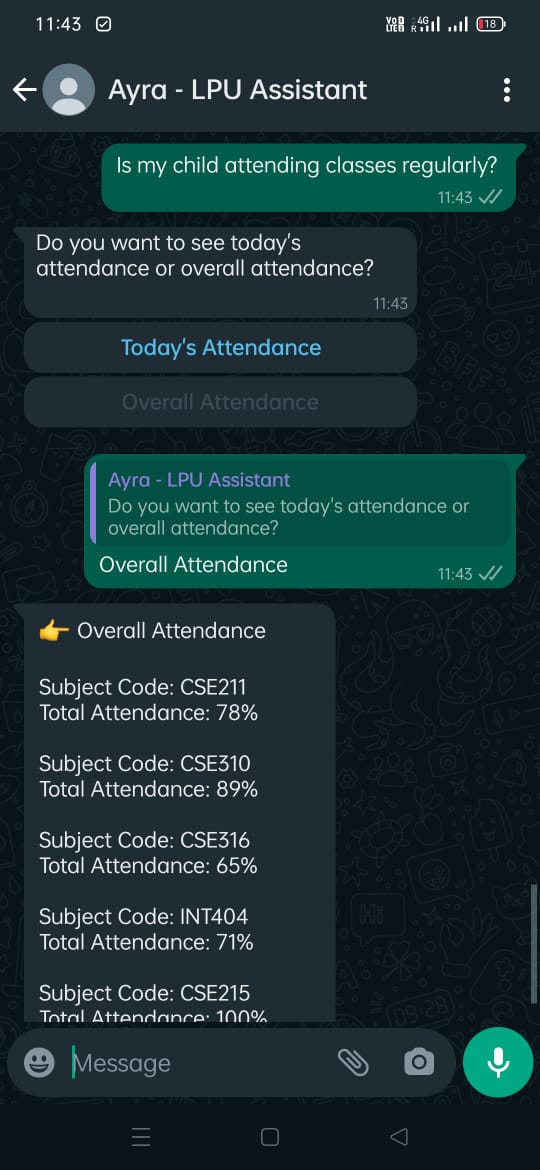 11:43
VoD LTED R 4G 18
Ayra - LPU Assistant
Is my child attending classes regularly?
11:43
Do you want to see today's
attendance or overall attendance?
11:43
Today's Attendance
Overall Attendance
Ayra - LPU Assistant
Do you want to see today's attendance or
overall attendance?
Overall Attendance
11:43
👉 Overall Attendance
Subject Code: CSE211
Total Attendance: 78%
Subject Code: CSE310
Total Attendance: 89%
Subject Code: CSE316
Total Attendance: 65%
Subject Code: INT404
Total Attendance: 71%
Subject Code: CSE215
Total Attendance: 100%
Message